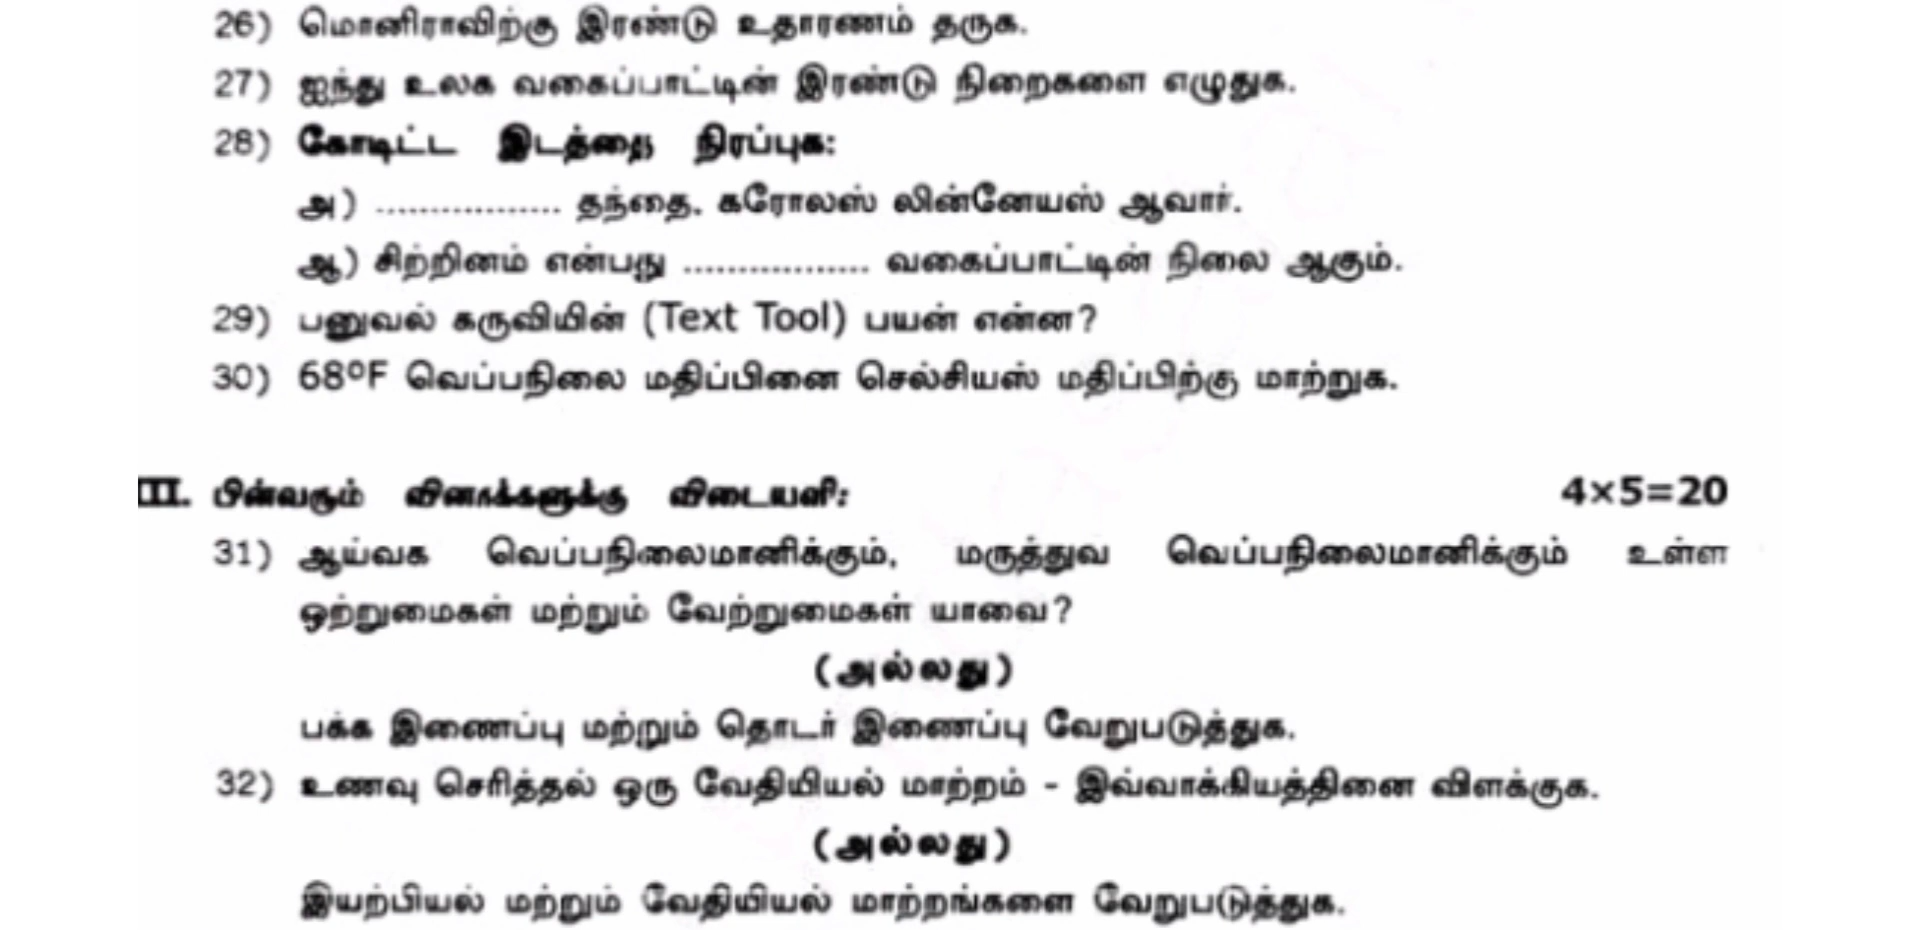 26) மொனிராவிற்கு இரண்டு உதாரணம் தருக.
27) ஐந்து உலக வகைப்பாட்டின் இரண்டு நிறைகளை எழுதுக.
28) கோடிட்ட இடத்தை நிரப்புக:
அ) ................. தந்தை, கரோலஸ் லின்னேயஸ் ஆவார்.
ஆ) சிற்றினம் என்பது ................. வகைப்பாட்டின் நிலை ஆகும்.
29) பனுவல் கருவியின் (Text Tool) பயன் என்ன?
30) 68°F வெப்பநிலை மதிப்பினை செல்சியஸ் மதிப்பிற்கு மாற்றுக.
III. பின்வரும் வினாக்களுக்கு விடையளி: 4×5=20
31) ஆய்வக வெப்பநிலைமானிக்கும், மருத்துவ வெப்பநிலைமானிக்கும் உள்ள
ஒற்றுமைகள் மற்றும் வேற்றுமைகள் யாவை?
(அல்லது)
பக்க இணைப்பு மற்றும் தொடர் இணைப்பு வேறுபடுத்துக.
32) உணவு செரித்தல் ஒரு வேதியியல் மாற்றம் - இவ்வாக்கியத்தினை விளக்குக.
(அல்லது)
இயற்பியல் மற்றும் வேதியியல் மாற்றங்களை வேறுபடுத்துக.